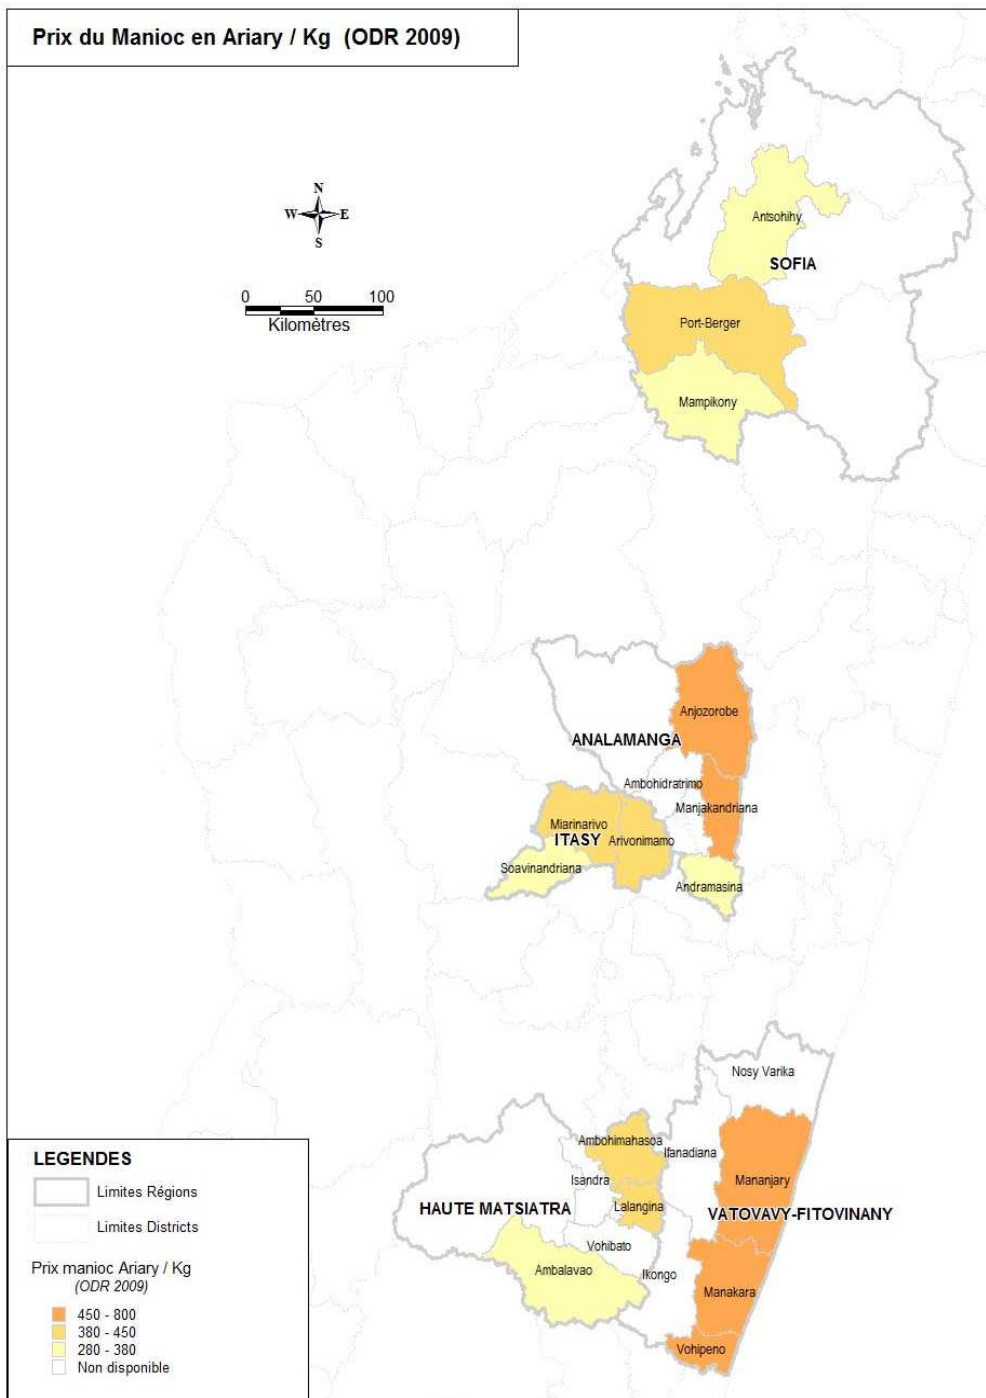 Prix du Manioc en Ariary / Kg (ODR 2009)
N
W E
S
0 50 100
Kilomètres
Antsohihy
SOFIA
Port-Berger
Mampikony
Anjozorobe
ANALAMANGA
Ambohidratrimo
Manjakandriana
Miarinarivo
ITASY
Arivonimamo
Soavinandriana
Andramasina
Nosy Varika
Ambohimahasoa
Ifanadiana
Isandra
Mananjary
Lalangina
HAUTE MATSIATRA
VATOVAVY-FITOVINANY
Vohibato
Ambalavao
Ikongo
Manakara
Vohipeno
LEGENDES
Limites Régions
Limites Districts
Prix manioc Ariary / Kg
(ODR 2009)
450 - 800
380 - 450
280 - 380
Non disponible